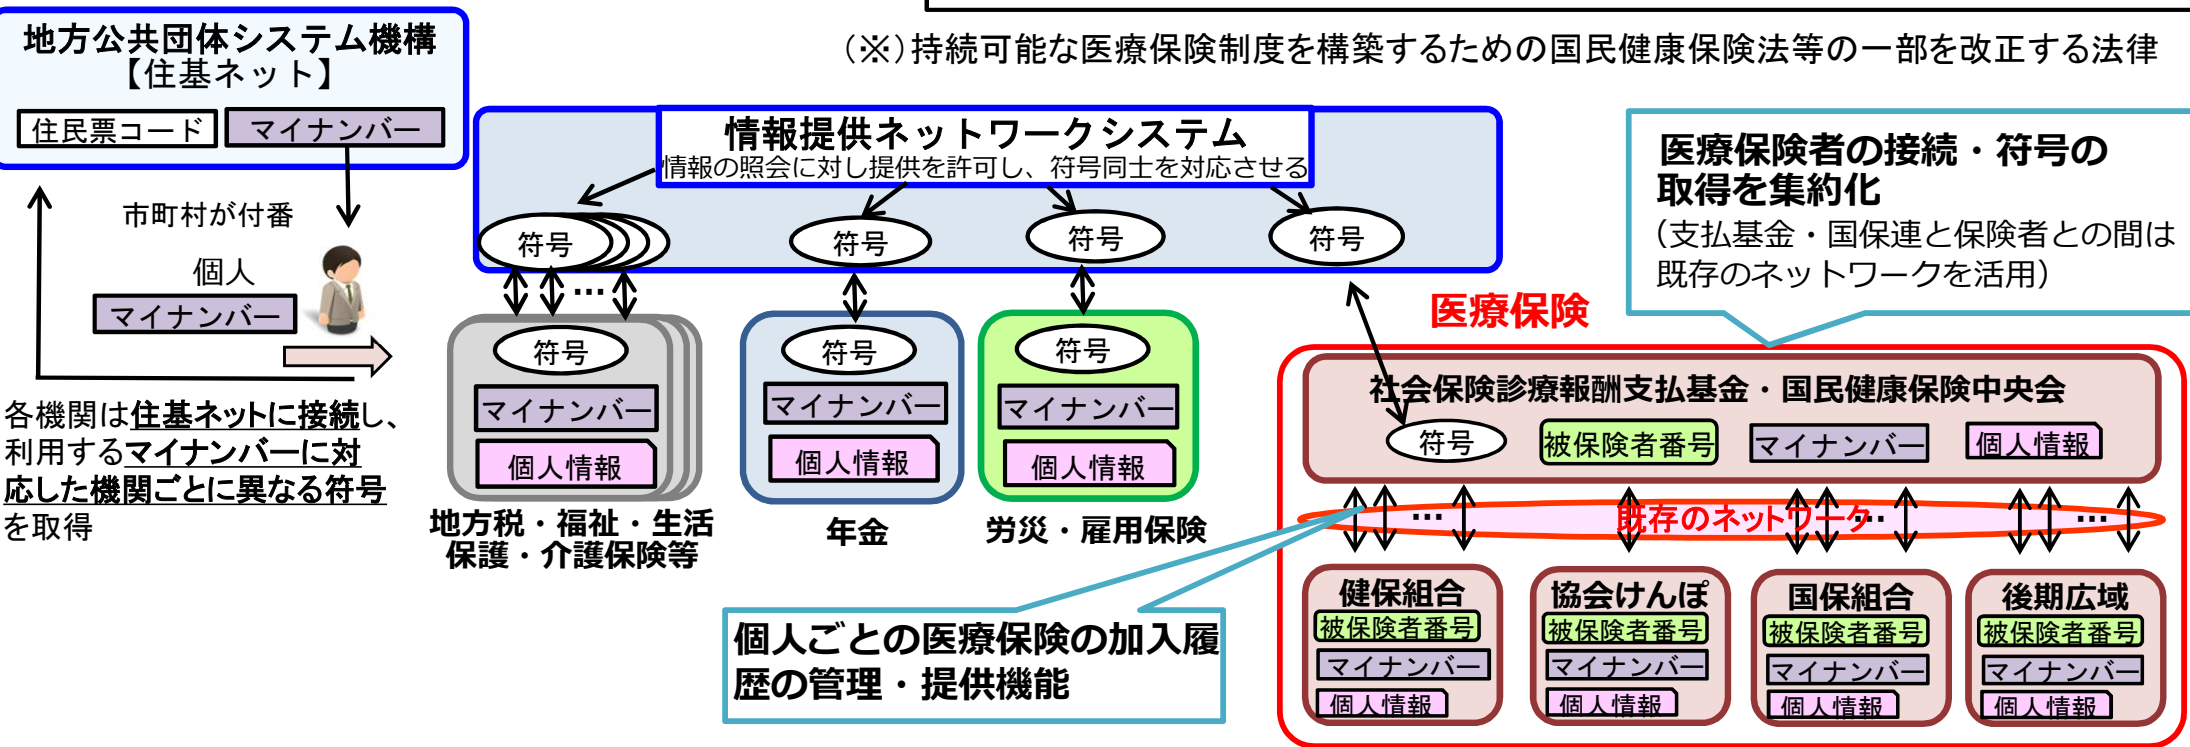 地方公共団体システム機構
【住基ネット】
住民票コード
マイナンバー
（※）持続可能な医療保険制度を構築するための国民健康保険法等の一部を改正する法律
情報提供ネットワークシステム
情報の照会に対し提供を許可し、符号同士を対応させる
符号
符号
符号
符号
医療保険者の接続・符号の
取得を集約化
（支払基金・国保連と保険者との間は
既存のネットワークを活用）
市町村が付番
個人
マイナンバー
各機関は住基ネットに接続し、
利用するマイナンバーに対
応した機関ごとに異なる符号
を取得
…
符号
マイナンバー
個人情報
地方税・福祉・生活
保護・介護保険等
符号
マイナンバー
個人情報
年金
符号
マイナンバー
個人情報
労災・雇用保険
医療保険
社会保険診療報酬支払基金・国民健康保険中央会
符号
被保険者番号
マイナンバー
個人情報
…
既存のネットワーク
…
…
健保組合
被保険者番号
マイナンバー
個人情報
協会けんぽ
被保険者番号
マイナンバー
個人情報
国保組合
被保険者番号
マイナンバー
個人情報
後期広域
被保険者番号
マイナンバー
個人情報
個人ごとの医療保険の加入履
歴の管理・提供機能